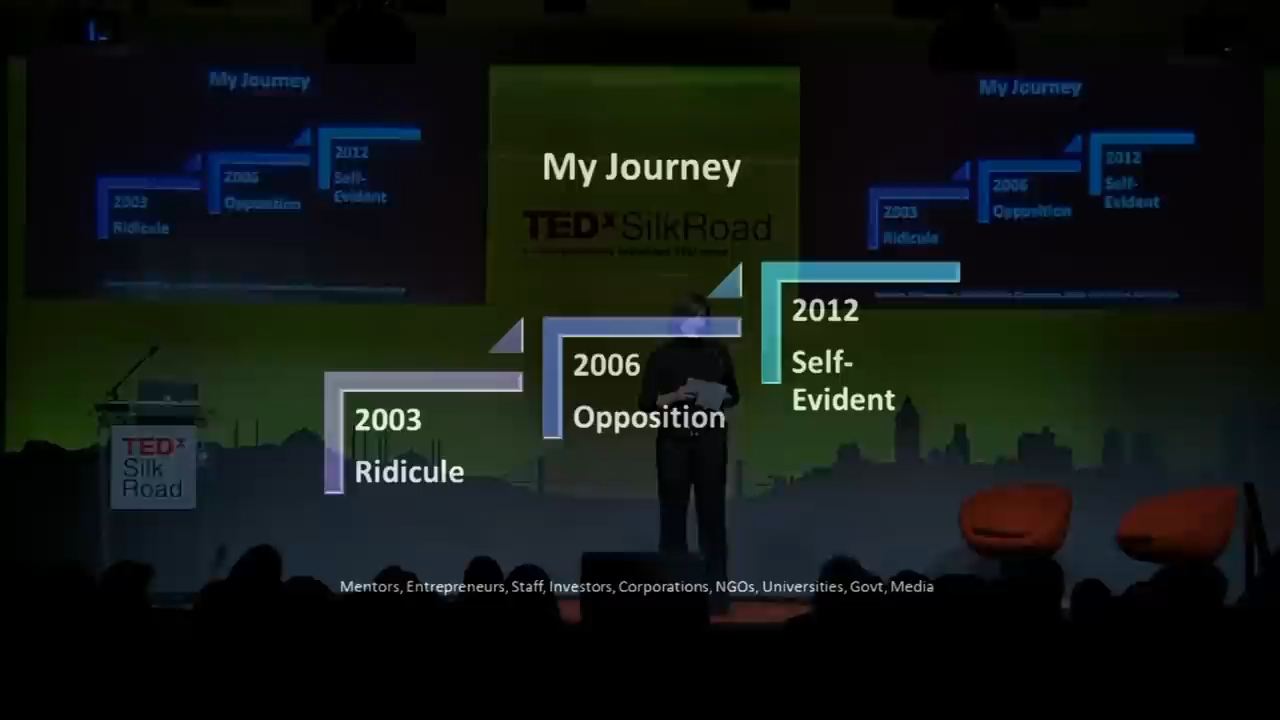 My Journey
2003
Ridicule
2006
Opposition
2012
Self-
Evident
My Journey
2003
Ridicule
2006
Opposition
2012
Self-
Evident
My Journey
TEDxSilkRoad
2003
Ridicule
2006
Opposition
2012
Self-
Evident
TEDx
Silk
Road
Mentors, Entrepreneurs, Staff, Investors, Corporations, NGOs, Universities, Govt, Media